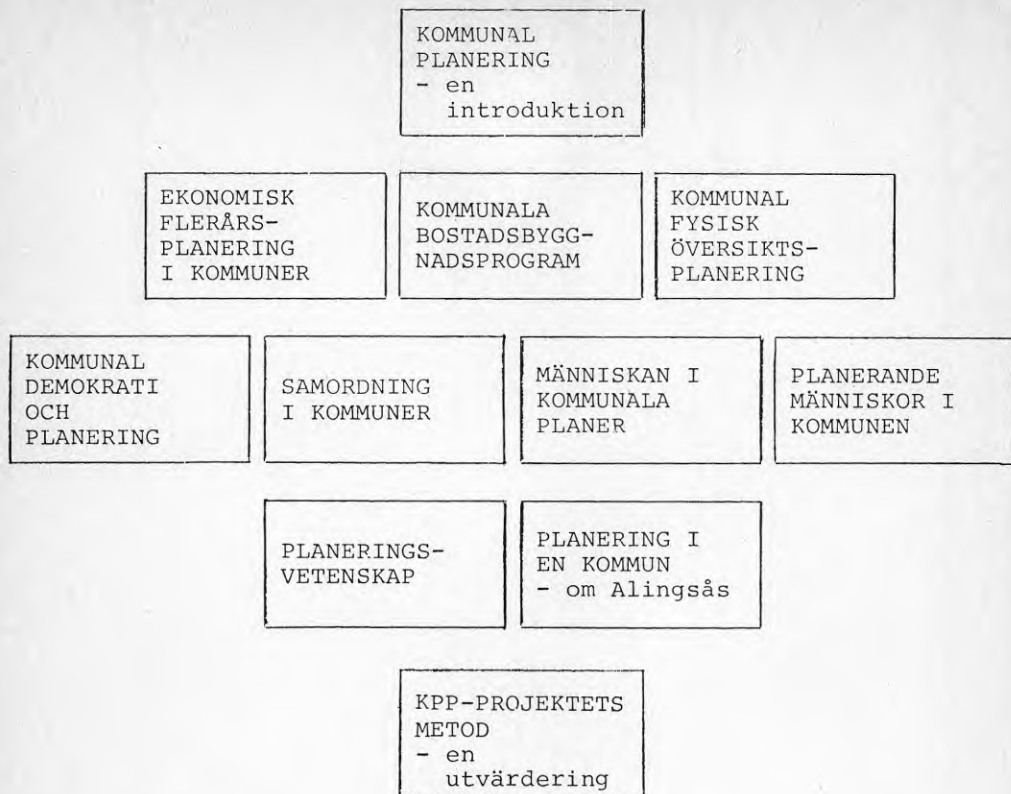 KOMMUNAL
PLANERING
- en
introduktion
EKONOMISK
FLERÅRS-
PLANERING
I KOMMUNER
KOMMUNALA
BOSTADSBYGG-
NADSPROGRAM
KOMMUNAL
FYSISK
ÖVERSIKTS-
PLANERING
KOMMUNAL
DEMOKRATI
OCH
PLANERING
SAMORDNING
I KOMMUNER
MÄNNISKAN I
KOMMUNALA
PLANER
PLANERANDE
MÄNNISKOR I
KOMMUNEN
PLANERINGS-
VETENSKAP
PLANERING I
EN KOMMUN
- om Alingsås
KPP-PROJEKTETS
METOD
- en
utvärdering